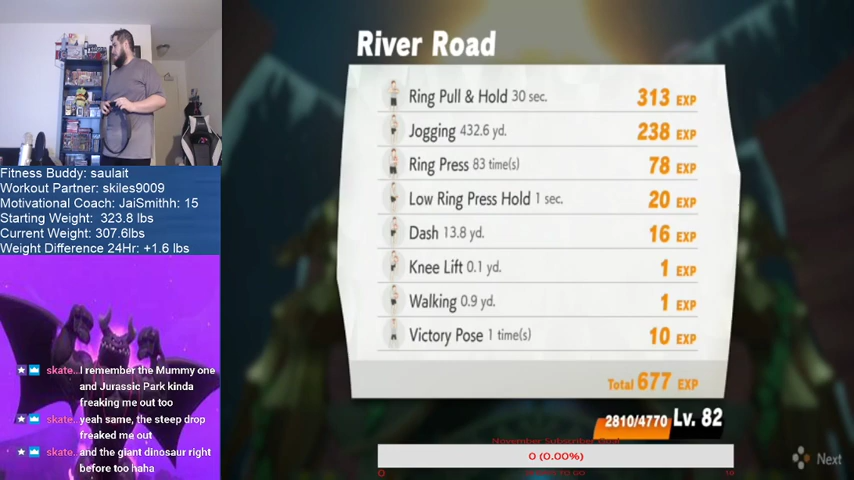 River Road
Ring Pull & Hold 30 sec. 313 EXP
Jogging 432.6 yd. 238 EXP
Ring Press 83 time(s) 78 EXP
Low Ring Press Hold 1 sec. 20 EXP
Dash 13.8 yd. 16 EXP
Knee Lift 0.1 yd. 1 EXP
Walking 0.9 yd. 1 EXP
Victory Pose 1 time(s) 10 EXP
Total 677 EXP
2810/4770 Lv. 82
November Subscriber Goal
0 (0.00%)
0 10
Next
Fitness Buddy: saulait
Workout Partner: skiles9009
Motivational Coach: JaiSmithh: 15
Starting Weight: 323.8 lbs
Current Weight: 307.6lbs
Weight Difference 24Hr: +1.6 lbs
skate.. I remember the Mummy one
and Jurassic Park kinda
freaking me out too
skate.. yeah same, the steep drop
freaked me out
skate.. and the giant dinosaur right
before too haha